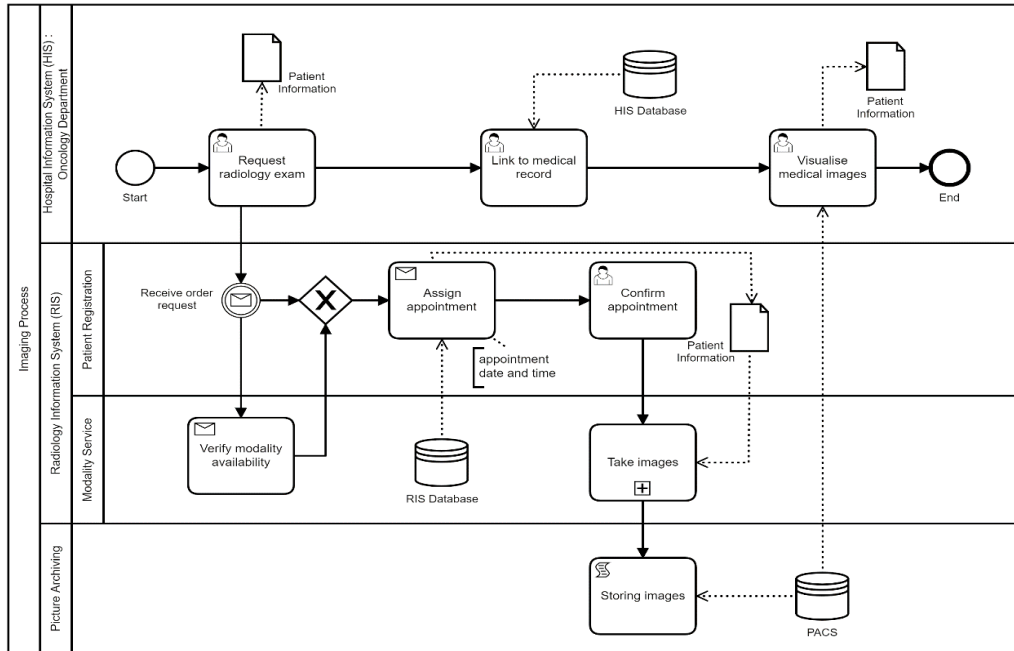 Imaging Process
Hospital Information System (HIS) :
Oncology Department
Patient
Information
HIS Database
Patient
Information
Start
Request
radiology exam
Link to medical
record
Visualise
medical images
End
Radiology Information System (RIS)
Patient Registration
Receive order
request
Assign
appointment
Confirm
appointment
Patient
Information
appointment
date and time
Modality Service
Verify modality
availability
RIS Database
Take images
Picture Archiving
Storing images
PACS